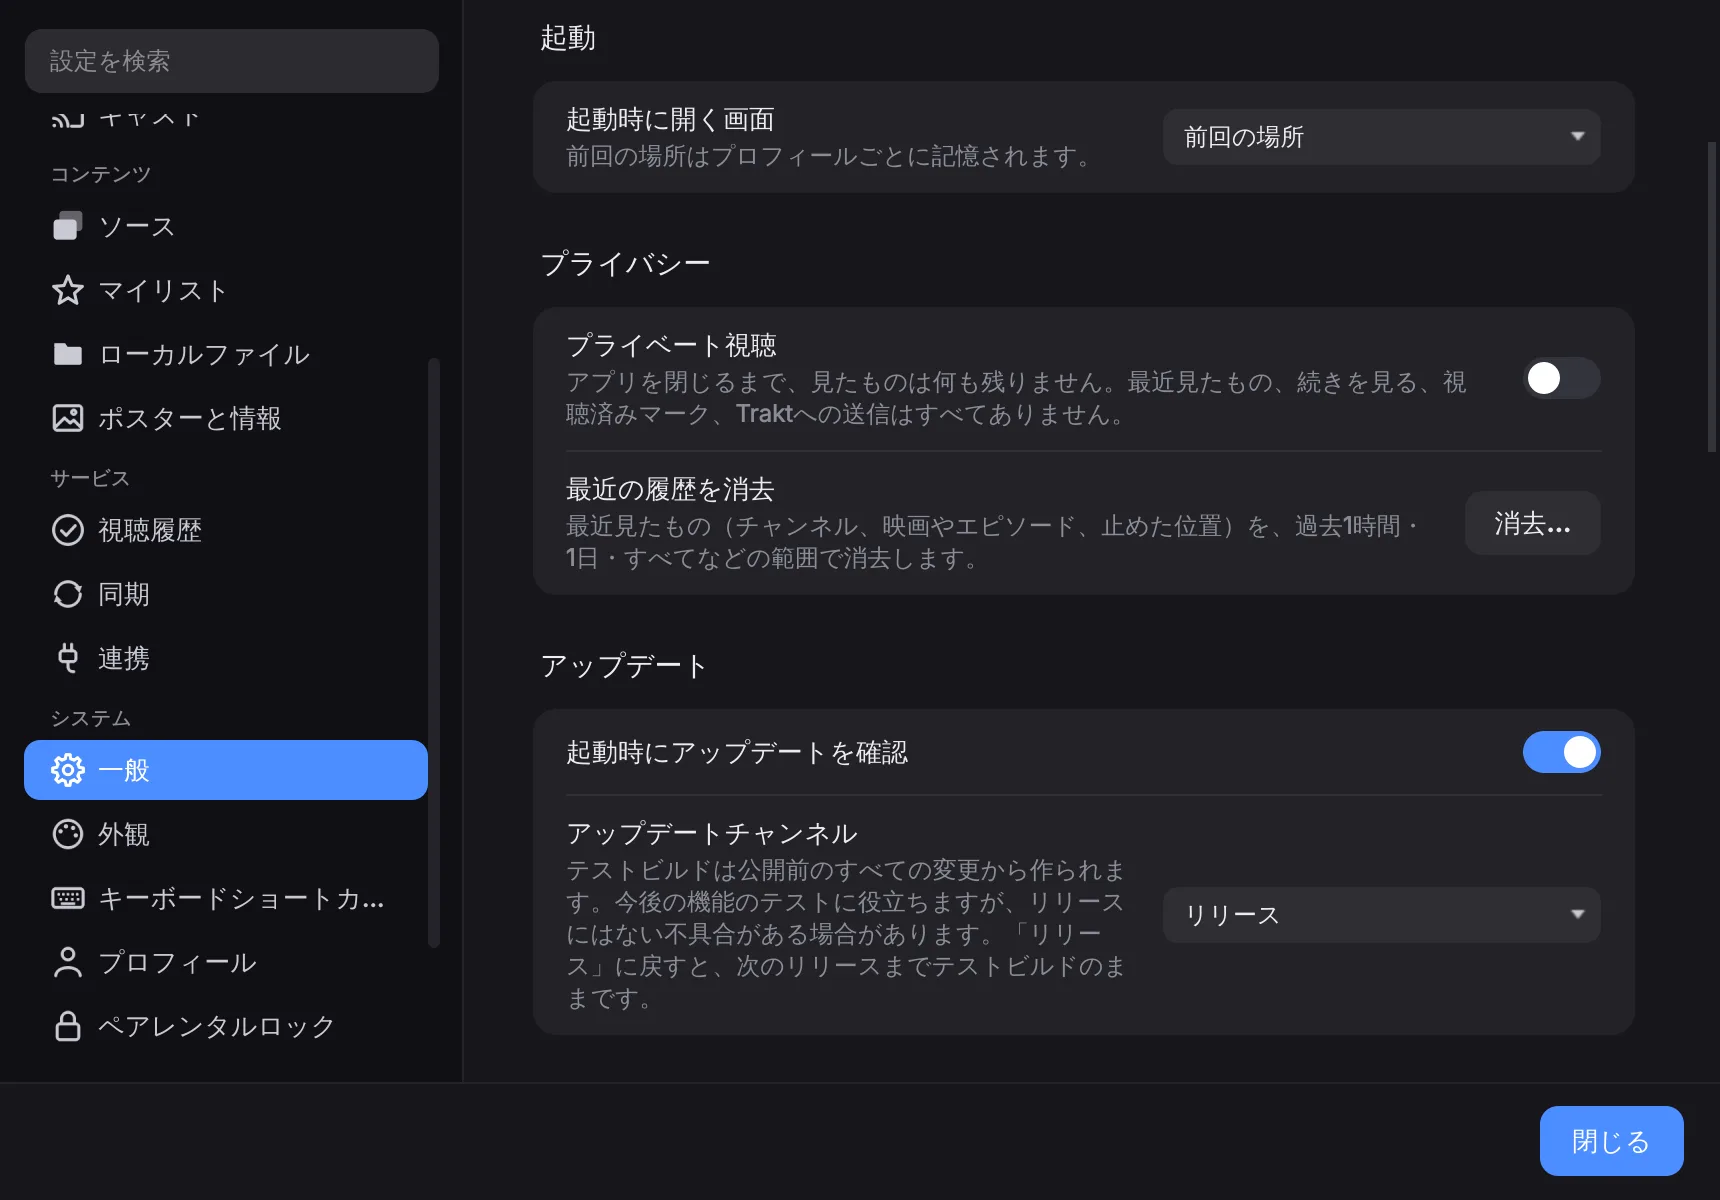 設定を検索
キャスト
コンテンツ
ソース
マイリスト
ローカルファイル
ポスターと情報
サービス
視聴履歴
同期
連携
システム
一般
外観
キーボードショートカ...
プロフィール
ペアレンタルロック
起動
起動時に開く画面
前回の場所はプロフィールごとに記憶されます。
前回の場所
プライバシー
プライベート視聴
アプリを閉じるまで、見たものは何も残りません。最近見たもの、続きを見る、視
聴済みマーク、Traktへの送信はすべてありません。
最近の履歴を消去
最近見たもの（チャンネル、映画やエピソード、止めた位置）を、過去1時間・
1日・すべてなどの範囲で消去します。
消去...
アップデート
起動時にアップデートを確認
アップデートチャンネル
テストビルドは公開前のすべての変更から作られま
す。今後の機能のテストに役立ちますが、リリース
にはない不具合がある場合があります。「リリー
ス」に戻すと、次のリリースまでテストビルドのま
まです。
リリース
閉じる